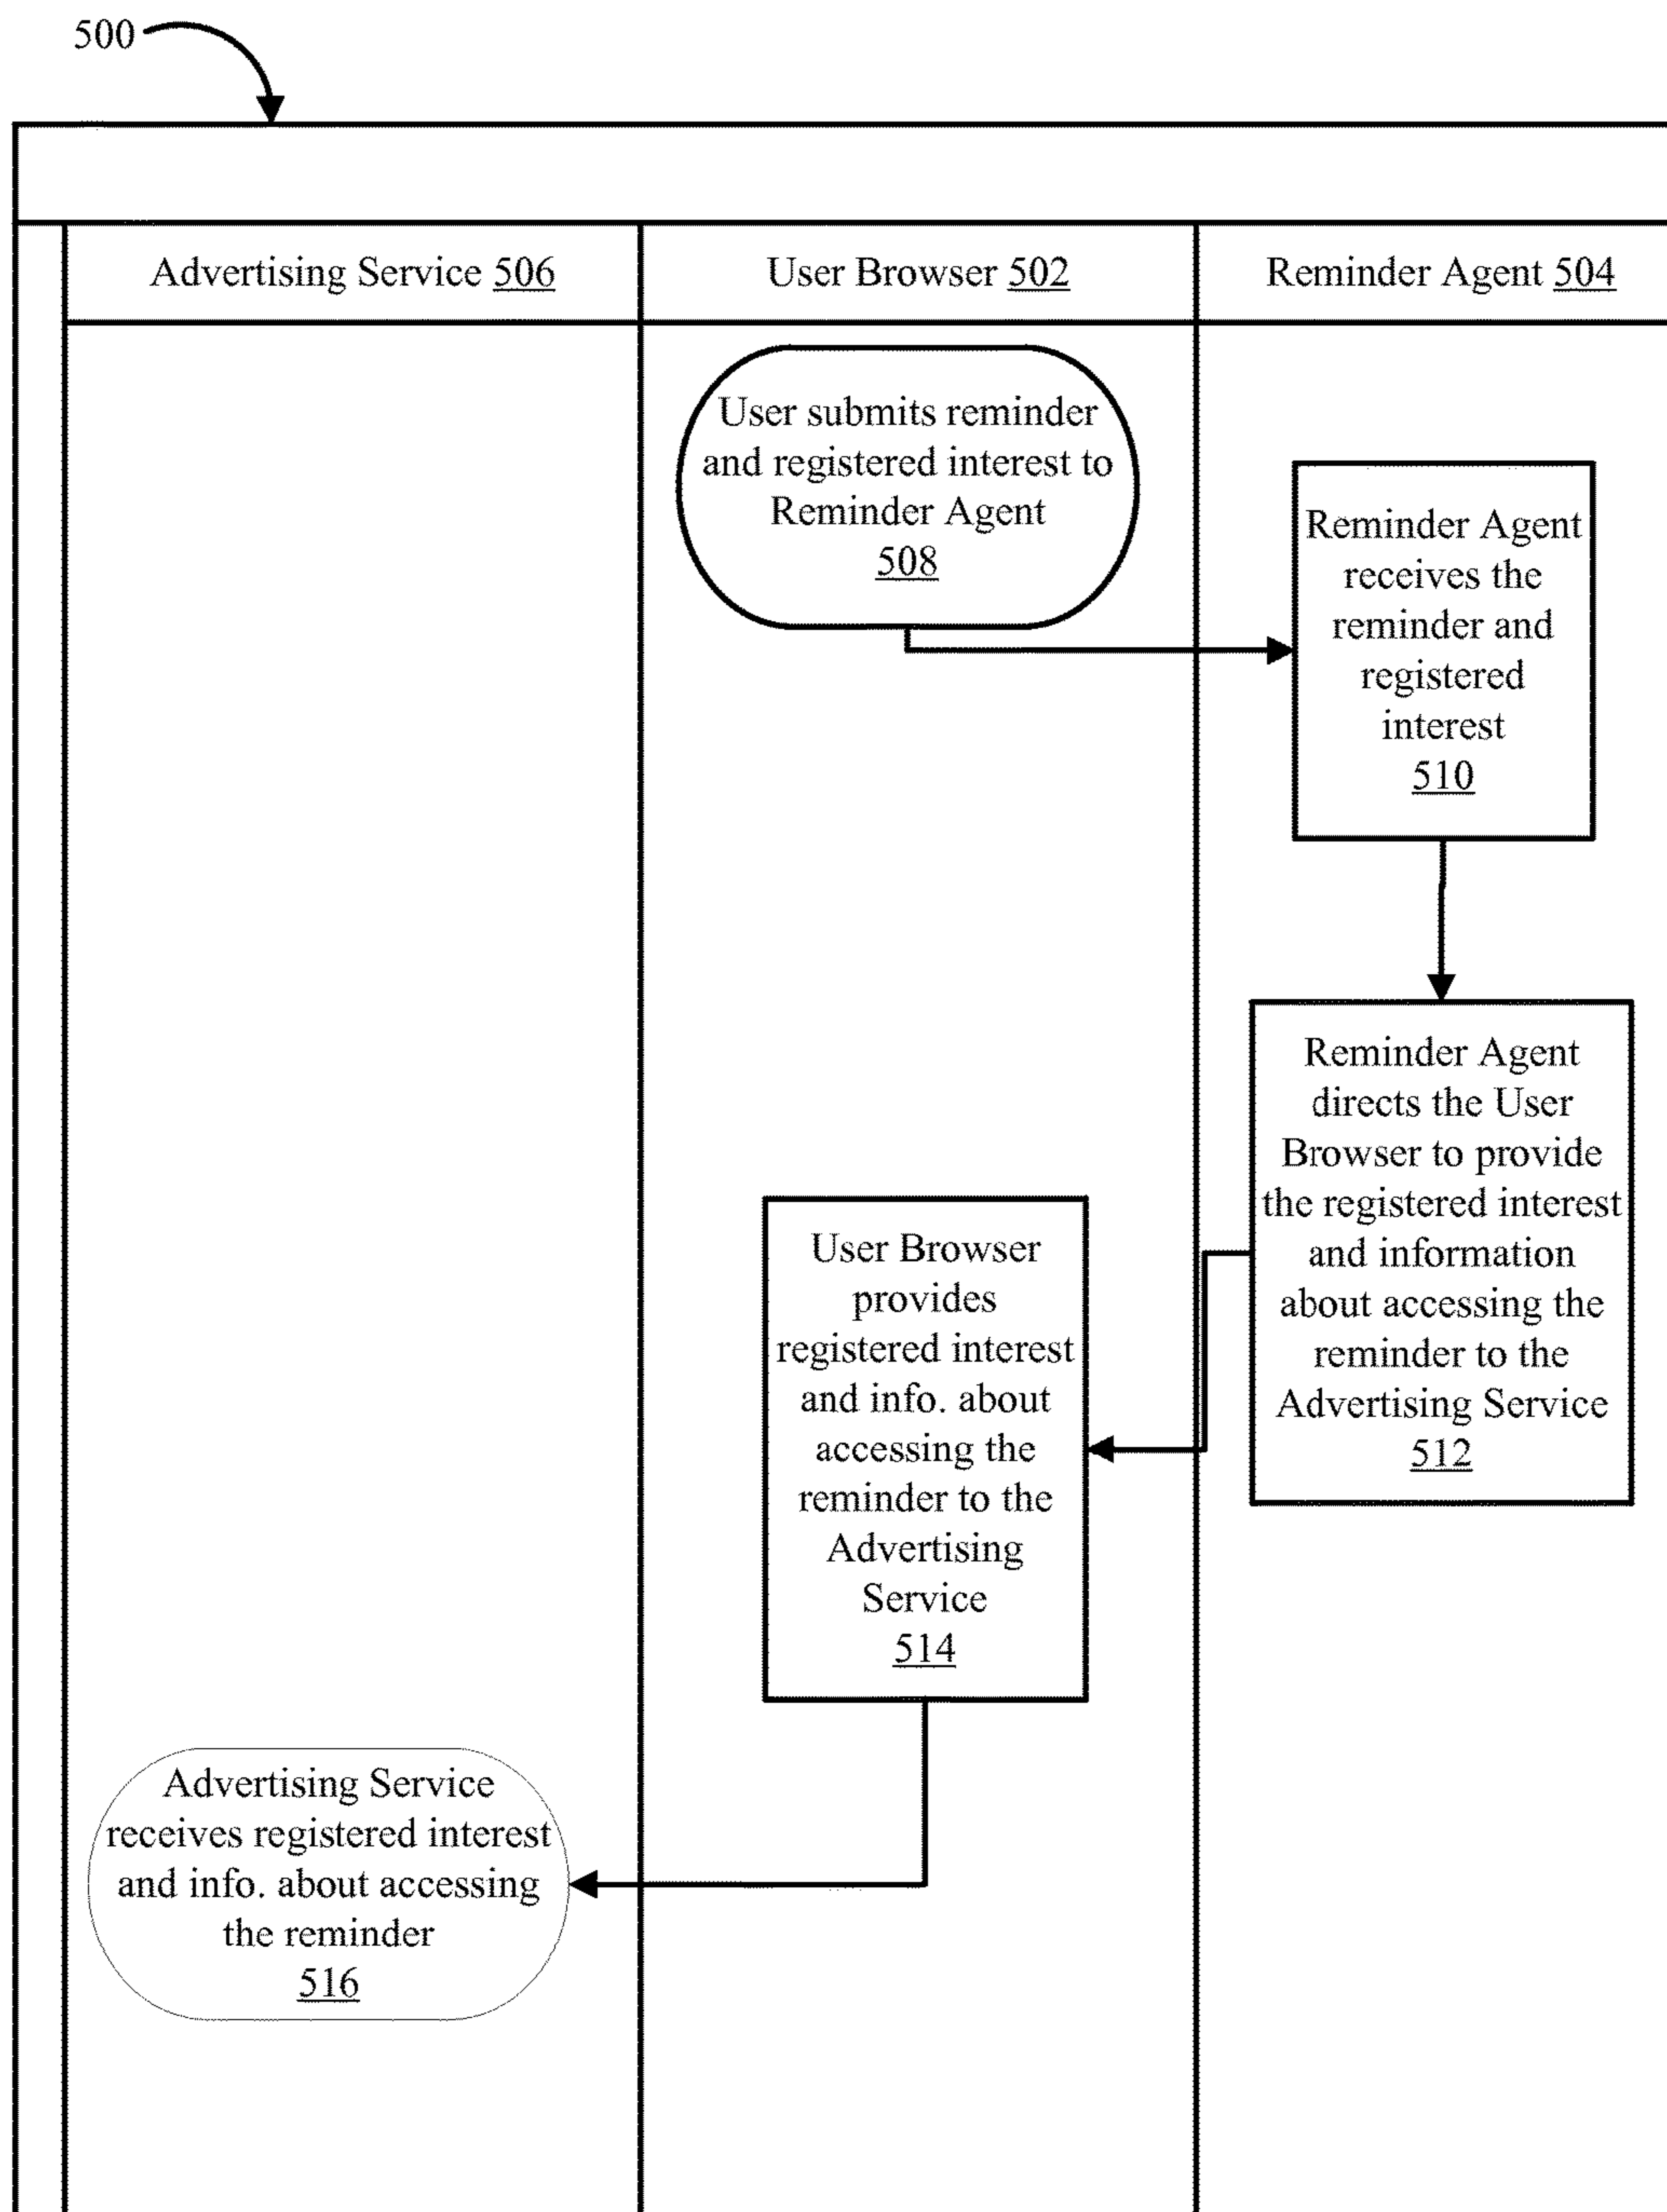 500
Advertising Service 506
User Browser 502
Reminder Agent 504
User submits reminder
and registered interest to
Reminder Agent
508
Reminder Agent
receives the
reminder and
registered
interest
510
Reminder Agent
directs the User
Browser to provide
the registered interest
and information
about accessing the
reminder to the
Advertising Service
512
User Browser
provides
registered interest
and info. about
accessing the
reminder to the
Advertising
Service
514
Advertising Service
receives registered interest
and info. about accessing
the reminder
516